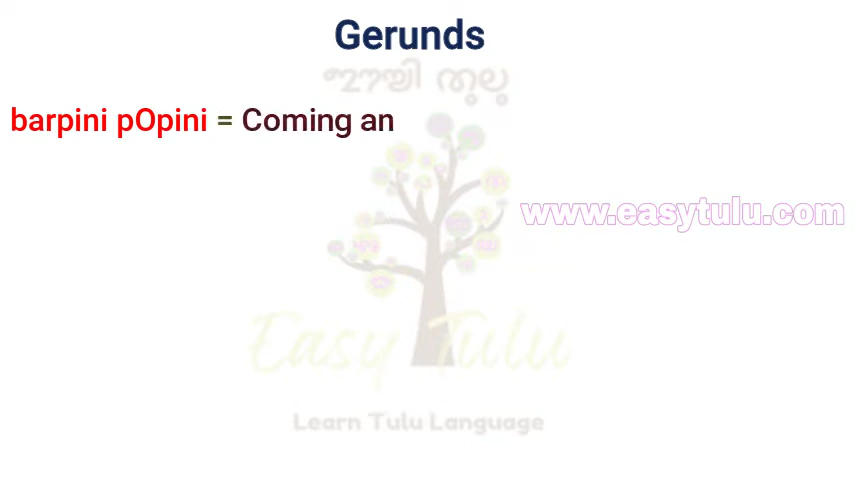 Gerunds
barpini pOpini = Coming an
www.easytulu.com
Easy Tulu
Learn Tulu Language